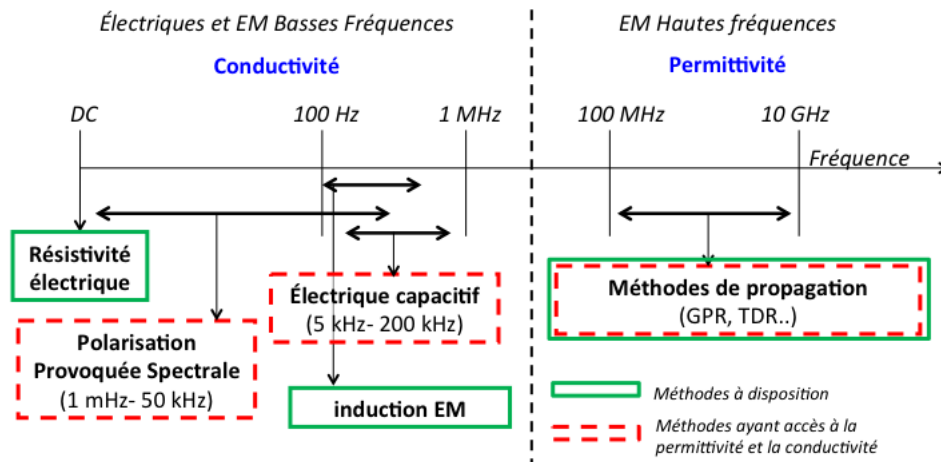 Électriques et EM Basses Fréquences
EM Hautes fréquences
Conductivité
Permittivité
DC
100 Hz
1 MHz
100 MHz
10 GHz
Fréquence
Résistivité
électrique
Électrique capacitif
(5 kHz- 200 kHz)
Méthodes de propagation
(GPR, TDR..)
Polarisation
Provoquée Spectrale
(1 mHz- 50 kHz)
induction EM
Méthodes à disposition
Méthodes ayant accès à la
permittivité et la conductivité